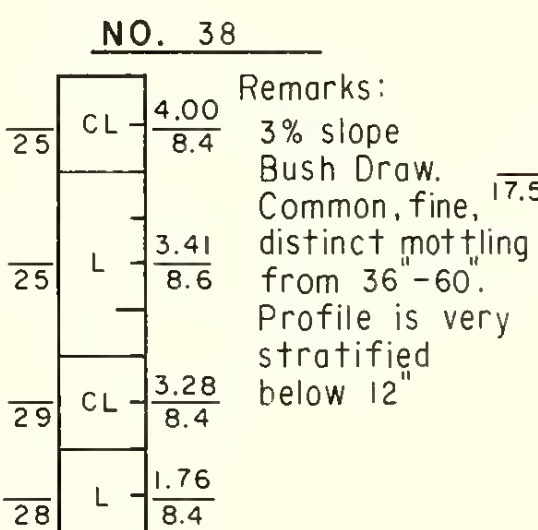 NO. 38
Remarks:
3% slope
Bush Draw.
Common, fine,
distinct mottling
from 36"-60".
Profile is very
stratified
below 12"
25 CL 4.00
8.4
25 L 3.41
8.6
29 CL 3.28
8.4
28 L 1.76
8.4
17.5